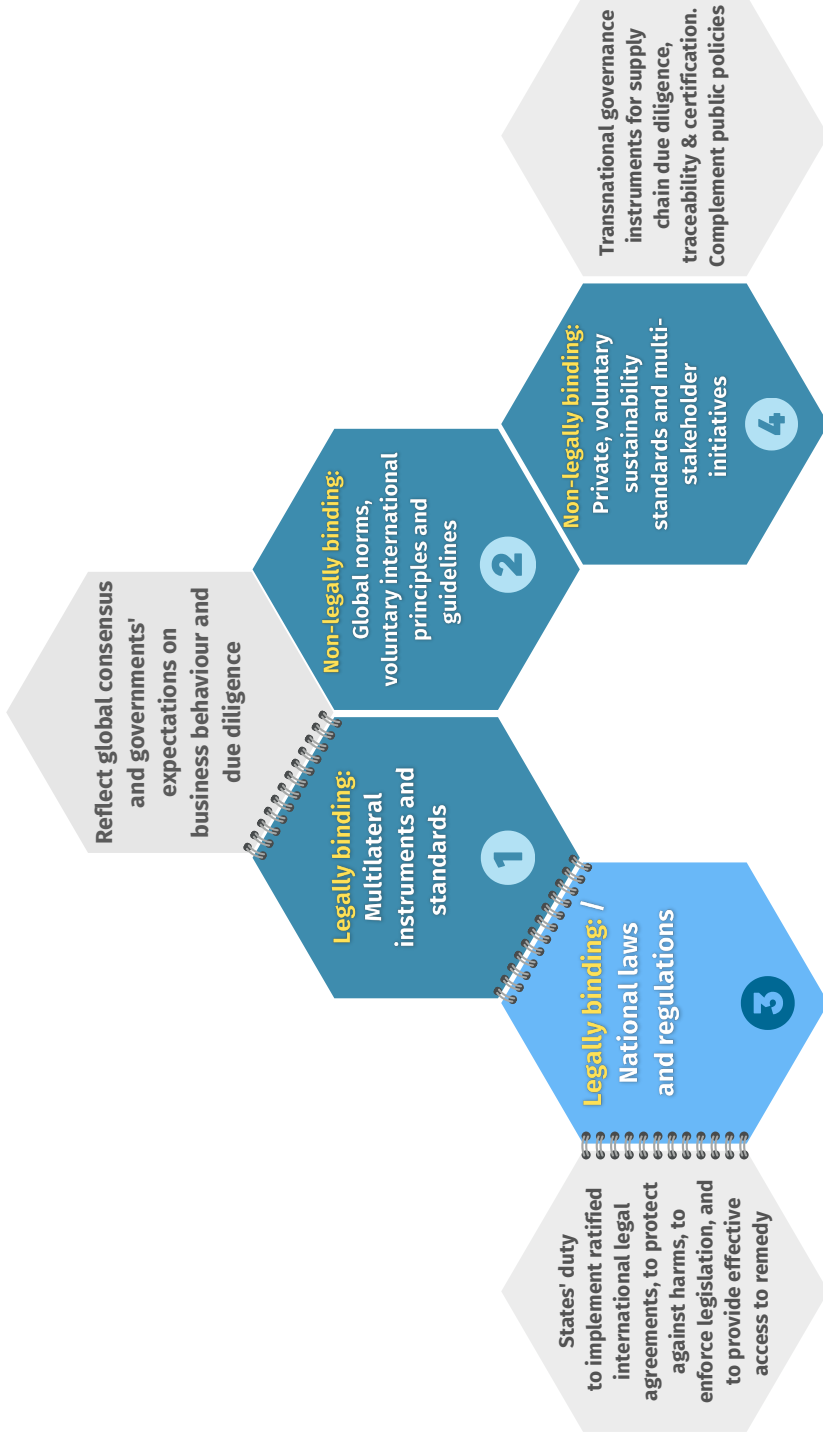 Reflect global consensus
and governments'
expectations on
business behaviour and
due diligence
Legally binding:
Multilateral
instruments and
standards
1
Non-legally binding:
Global norms,
voluntary international
principles and
guidelines
2
States' duty
to implement ratified
international legal
agreements, to protect
against harms, to
enforce legislation, and
to provide effective
access to remedy
Legally binding: /
National laws
and regulations
3
Non-legally binding:
Private, voluntary
sustainability
standards and multi-
stakeholder
initiatives
4
Transnational governance
instruments for supply
chain due diligence,
traceability & certification.
Complement public policies